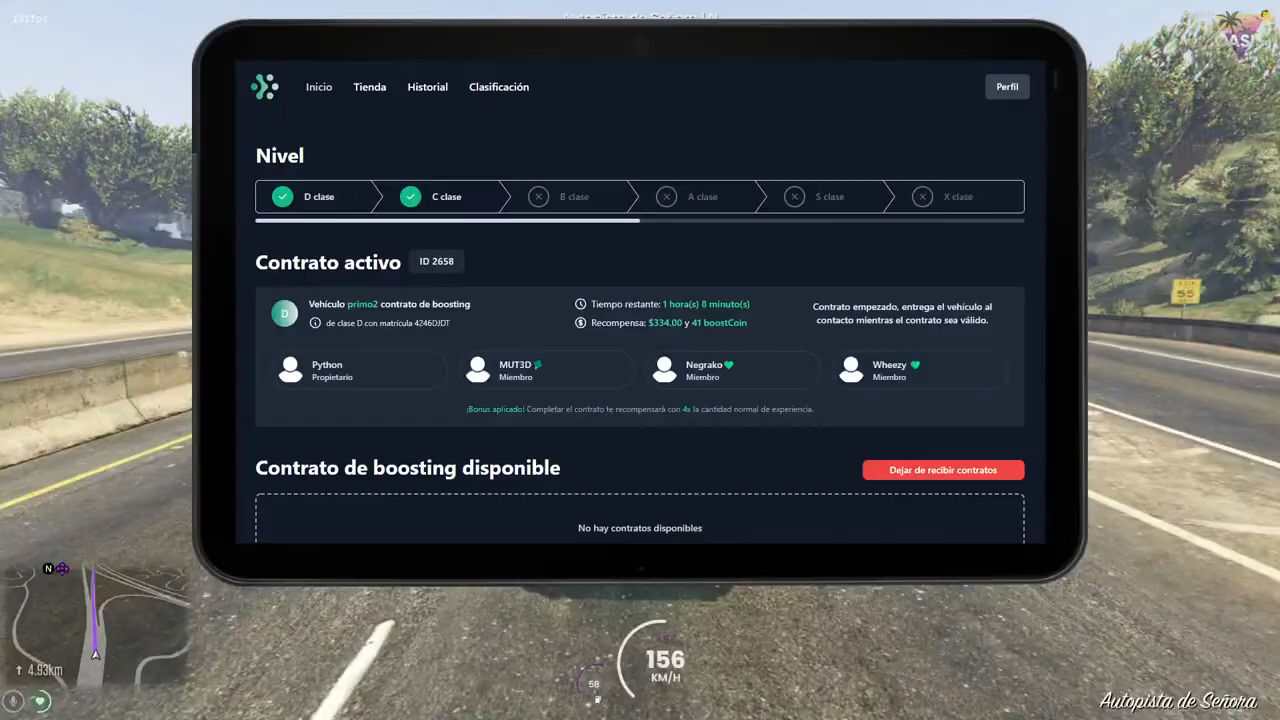 131fps
Inicio
Tienda
Historial
Clasificación
Perfil
Nivel
D clase
C clase
B clase
A clase
S clase
X clase
Contrato activo
ID 2658
D
Vehículo primo2 contrato de boosting
de clase D con matrícula 4246DJDT
Tiempo restante: 1 hora(s) 8 minuto(s)
Recompensa: $334.00 y 41 boostCoin
Contrato empezado, entrega el vehículo al
contacto mientras el contrato sea válido.
Python
Propietario
MUT3D
Miembro
Negrako
Miembro
Wheezy
Miembro
¡Bonus aplicado! Completar el contrato te recompensará con 4x la cantidad normal de experiencia.
Contrato de boosting disponible
Dejar de recibir contratos
No hay contratos disponibles
55
N
4.93km
156
KM/H
58
Autopista de Señora